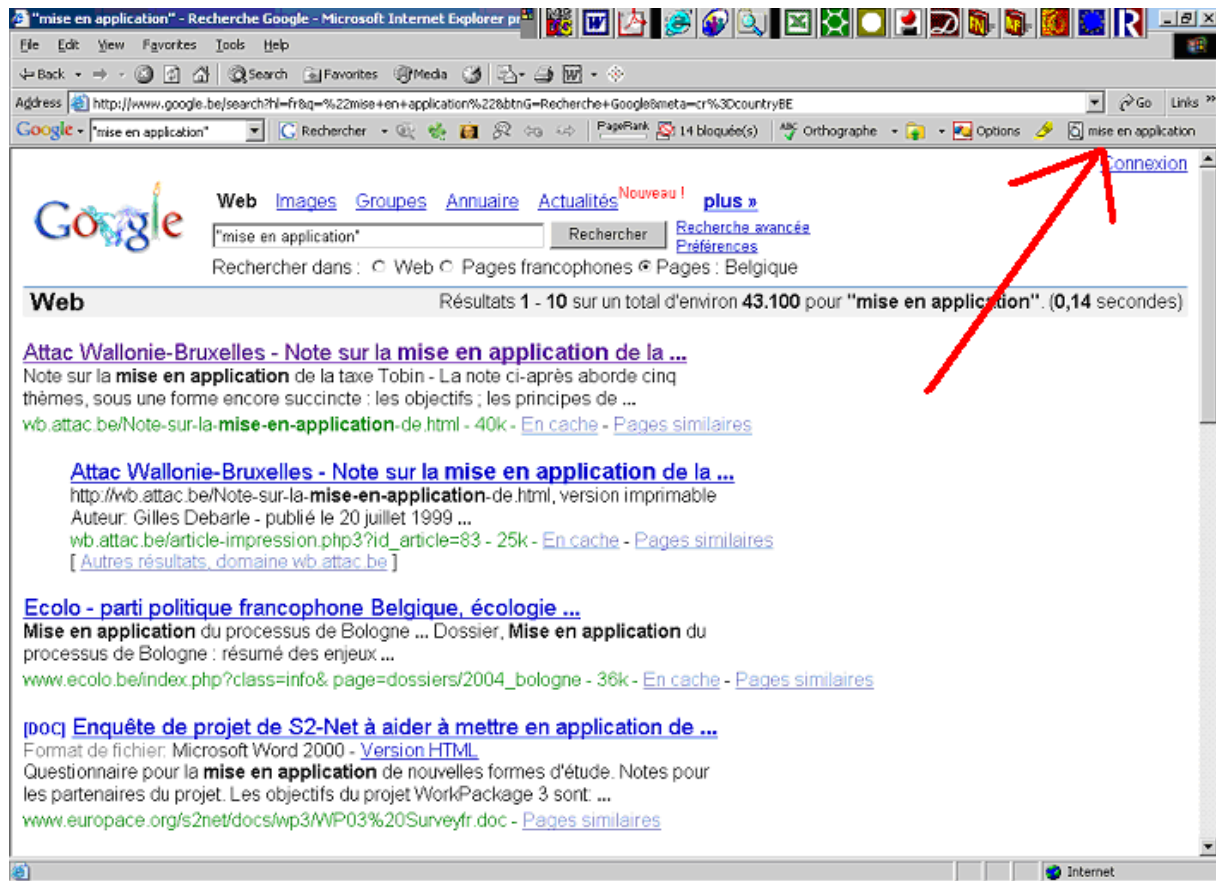 "mise en application" - Recherche Google - Microsoft Internet Explorer pr
File Edit View Favorites Tools Help
Back Search Favorites Media
Address http://www.google.be/search?hl=fr&q=%22mise+en+application%22&btnG=Recherche+Google&meta=cr%3DcountryBE Go Links »
Google "mise en application" Rechercher PageRank 14 bloquée(s) ABC Orthographe Options mise en application
Connexion
Google
Web Images Groupes Annuaire Actualités Nouveau ! plus »
"mise en application" Rechercher Recherche avancée
Préférences
Rechercher dans : Web Pages francophones Pages : Belgique
Web Résultats 1 - 10 sur un total d'environ 43.100 pour "mise en application". (0,14 secondes)
Attac Wallonie-Bruxelles - Note sur la mise en application de la ...
Note sur la mise en application de la taxe Tobin - La note ci-après aborde cinq
thèmes, sous une forme encore succincte : les objectifs ; les principes de ...
wb.attac.be/Note-sur-la-mise-en-application-de.html - 40k - En cache - Pages similaires
Attac Wallonie-Bruxelles - Note sur la mise en application de la ...
http://wb.attac.be/Note-sur-la-mise-en-application-de.html, version imprimable
Auteur: Gilles Debarle - publié le 20 juillet 1999 ...
wb.attac.be/article-impression.php3?id_article=83 - 25k - En cache - Pages similaires
[ Autres résultats, domaine wb.attac.be ]
Ecolo - parti politique francophone Belgique, écologie ...
Mise en application du processus de Bologne ... Dossier, Mise en application du
processus de Bologne : résumé des enjeux ...
www.ecolo.be/index.php?class=info& page=dossiers/2004_bologne - 36k - En cache - Pages similaires
[DOC] Enquête de projet de S2-Net à aider à mettre en application de ...
Format de fichier: Microsoft Word 2000 - Version HTML
Questionnaire pour la mise en application de nouvelles formes d'étude. Notes pour
les partenaires du projet. Les objectifs du projet WorkPackage 3 sont: ...
www.europace.org/s2net/docs/wp3/WP03%20Surveyfr.doc - Pages similaires
Internet